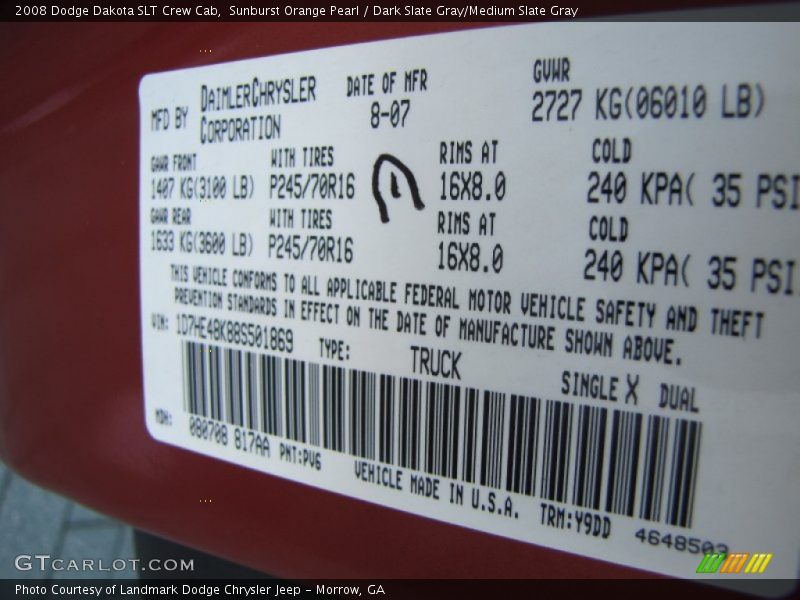 2008 Dodge Dakota SLT Crew Cab,  Sunburst Orange Pearl / Dark Slate Gray/Medium Slate Gray
MFD BY DAIMLERCHRYSLER CORPORATION
DATE OF MFR 8-07
GVWR 2727 KG(06010 LB)
GAWR FRONT WITH TIRES RIMS AT COLD
1407 KG(3100 LB) P245/70R16 16X8.0 240 KPA( 35 PSI
GAWR REAR WITH TIRES RIMS AT COLD
1633 KG(3600 LB) P245/70R16 16X8.0 240 KPA( 35 PSI
THIS VEHICLE CONFORMS TO ALL APPLICABLE FEDERAL MOTOR VEHICLE SAFETY AND THEFT
PREVENTION STANDARDS IN EFFECT ON THE DATE OF MANUFACTURE SHOWN ABOVE.
VIN: 1D7HE48K88S501869 TYPE: TRUCK SINGLE X DUAL
MDH: 080708 817AA PNT:PV6 VEHICLE MADE IN U.S.A. TRM:Y9DD 4648503
GTCARLOT.COM
Photo Courtesy of Landmark Dodge Chrysler Jeep - Morrow, GA